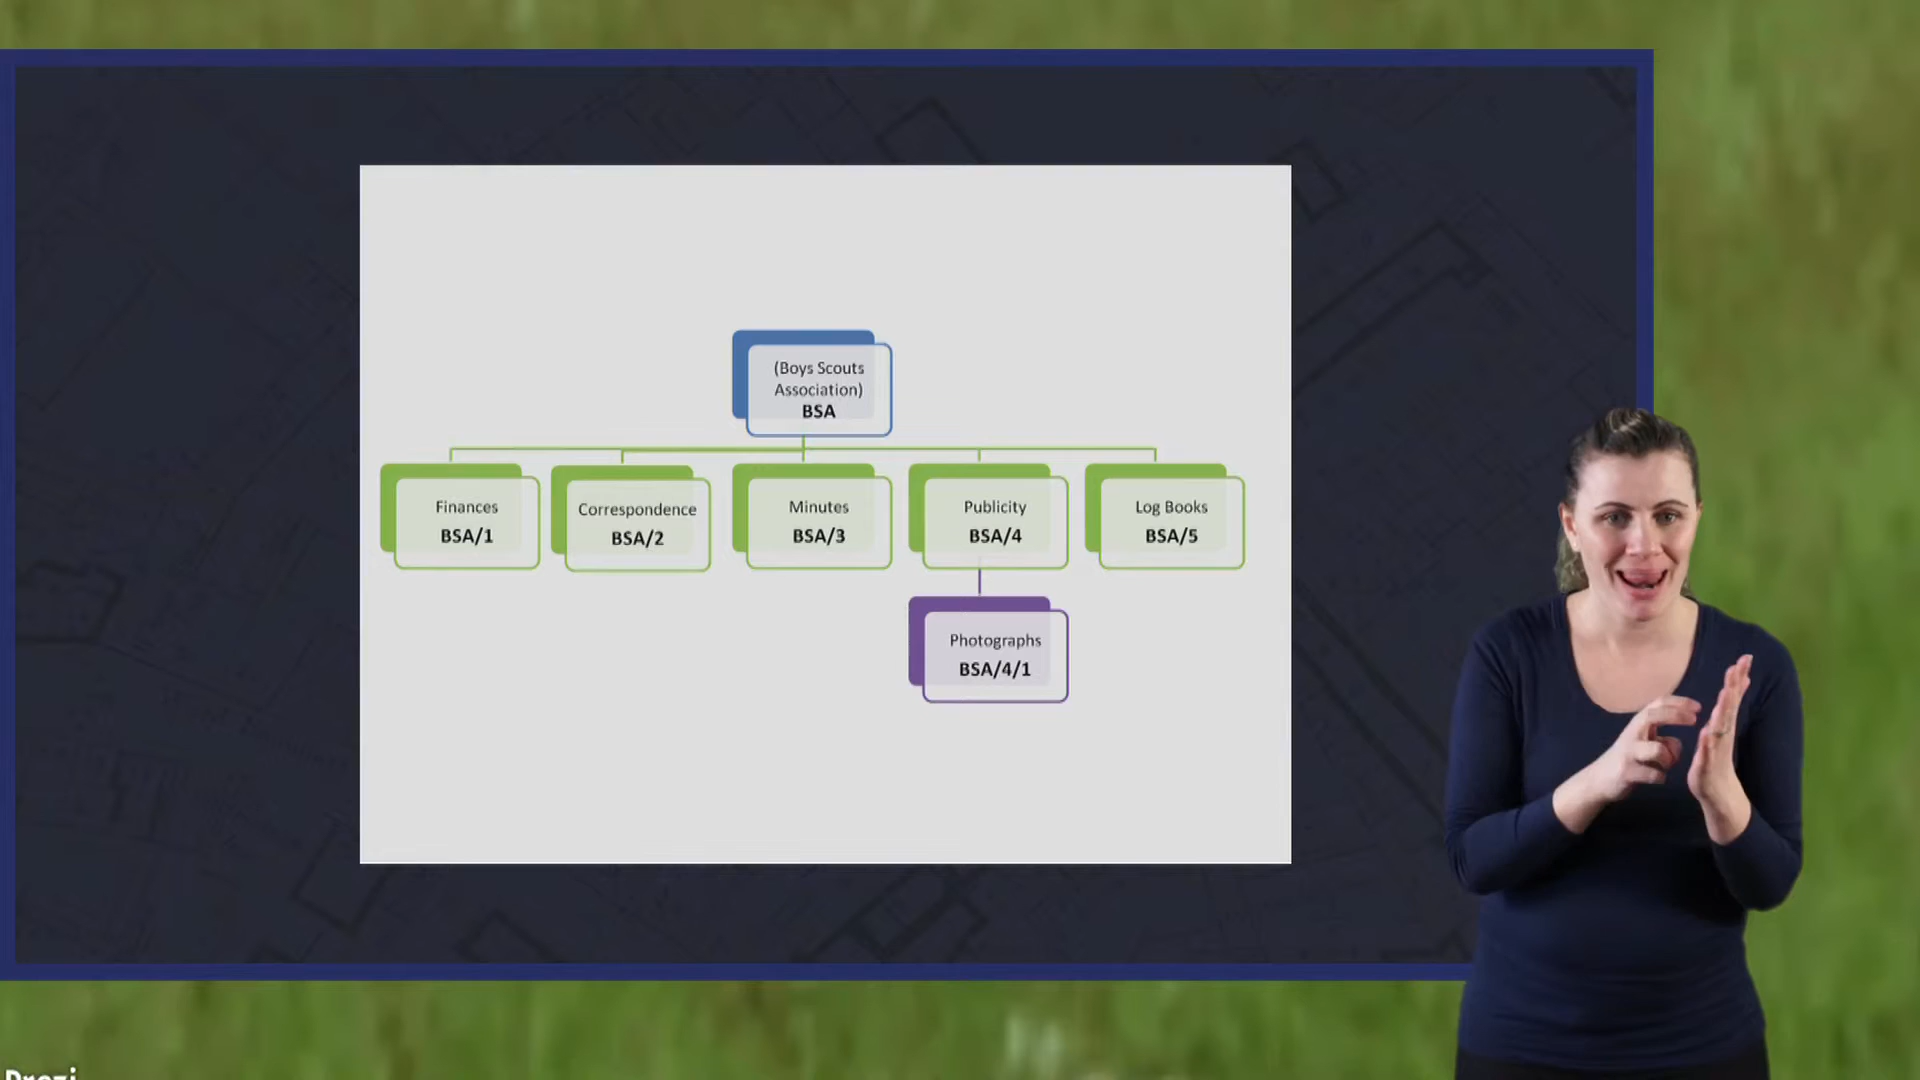 (Boys Scouts
Association)
BSA
Finances
BSA/1
Correspondence
BSA/2
Minutes
BSA/3
Publicity
BSA/4
Log Books
BSA/5
Photographs
BSA/4/1
Prezi